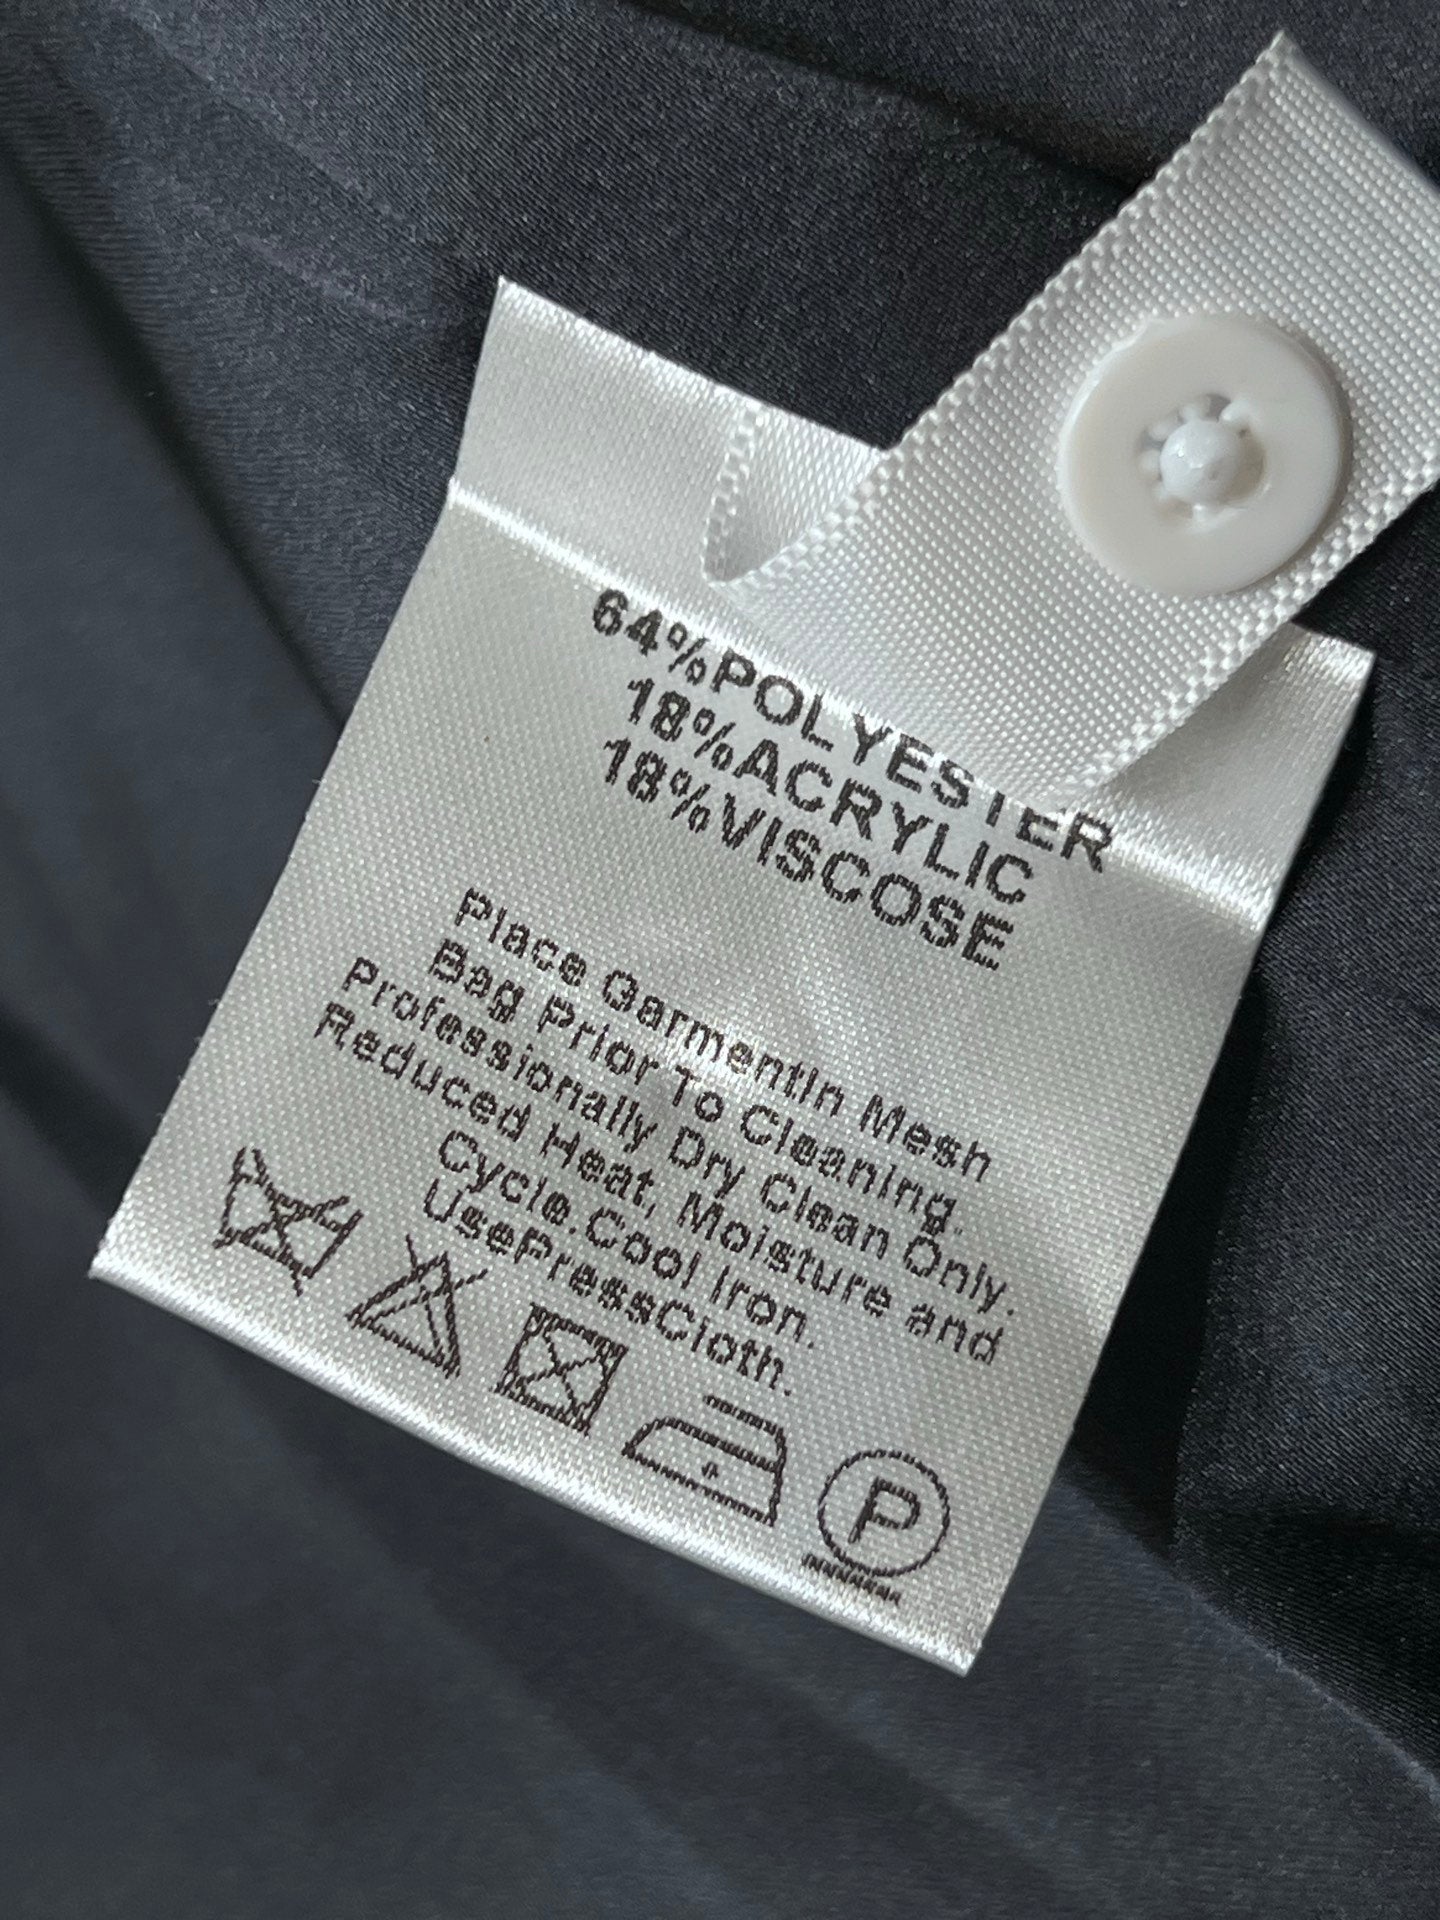 64%POLYESTER
18%ACRYLIC
18%VISCOSE
Place GarmentIn Mesh
Bag Prior To Cleaning.
Professionally Dry Clean Only.
Reduced Heat, Moisture and
Cycle.Cool Iron.
UsePressCloth.
P